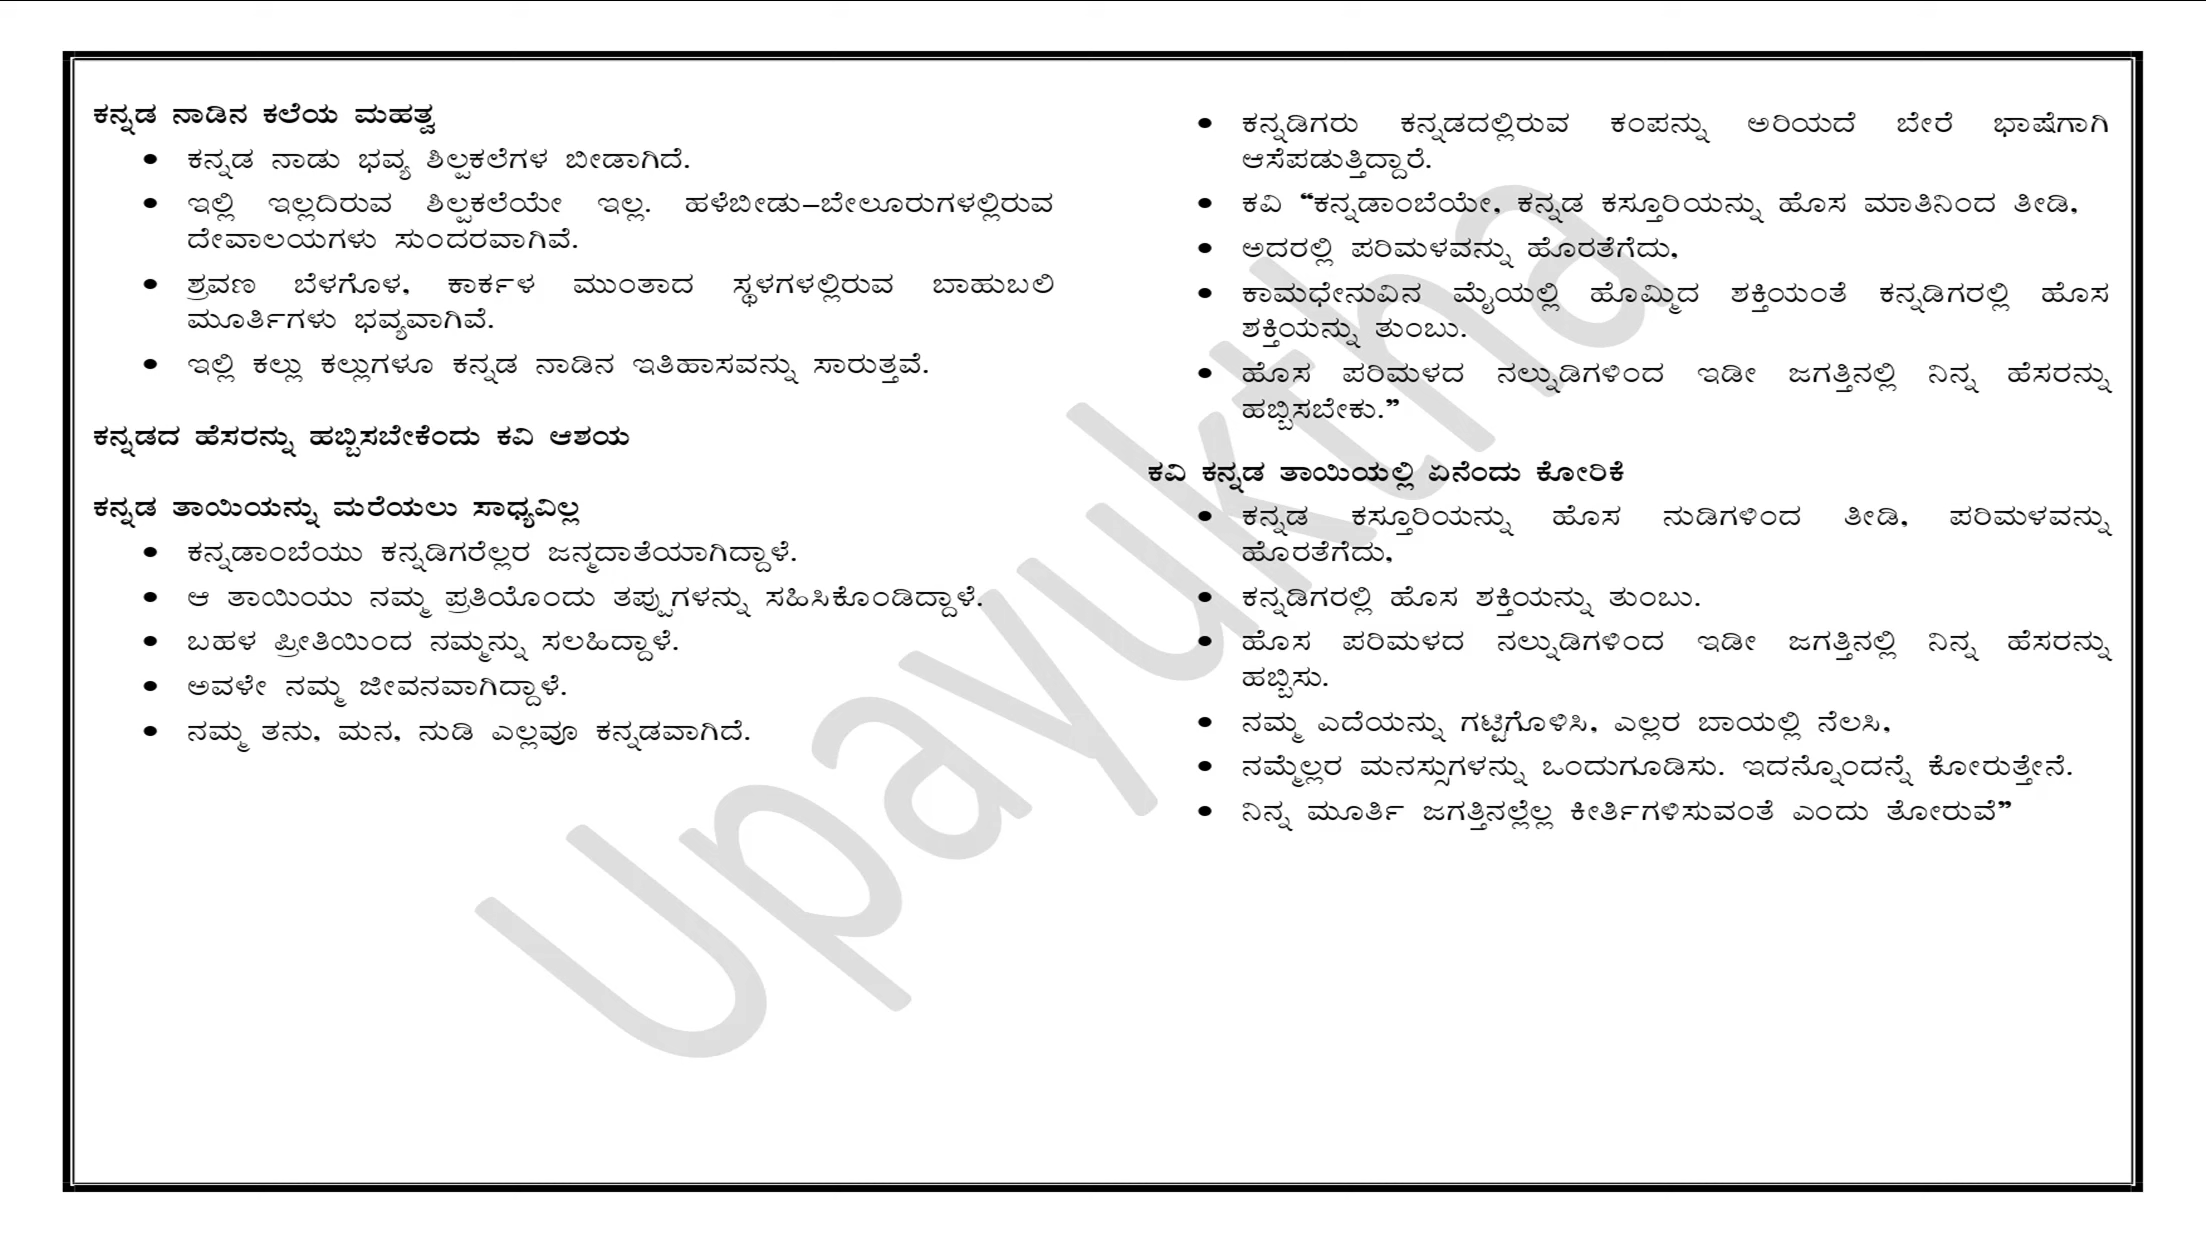 ಕನ್ನಡ ನಾಡಿನ ಕಲೆಯ ಮಹತ್ವ
• ಕನ್ನಡ ನಾಡು ಭವ್ಯ ಶಿಲ್ಪಕಲೆಗಳ ಬೀಡಾಗಿದೆ.
• ಇಲ್ಲಿ ಇಲ್ಲದಿರುವ ಶಿಲ್ಪಕಲೆಯೇ ಇಲ್ಲ. ಹಳೆಬೀಡು–ಬೇಲೂರುಗಳಲ್ಲಿರುವ
ದೇವಾಲಯಗಳು ಸುಂದರವಾಗಿವೆ.
• ಶ್ರವಣ ಬೆಳಗೊಳ, ಕಾರ್ಕಳ ಮುಂತಾದ ಸ್ಥಳಗಳಲ್ಲಿರುವ ಬಾಹುಬಲಿ
ಮೂರ್ತಿಗಳು ಭವ್ಯವಾಗಿವೆ.
• ಇಲ್ಲಿ ಕಲ್ಲು ಕಲ್ಲುಗಳೂ ಕನ್ನಡ ನಾಡಿನ ಇತಿಹಾಸವನ್ನು ಸಾರುತ್ತವೆ.
ಕನ್ನಡದ ಹೆಸರನ್ನು ಹಬ್ಬಿಸಬೇಕೆಂದು ಕವಿ ಆಶಯ
ಕನ್ನಡ ತಾಯಿಯನ್ನು ಮರೆಯಲು ಸಾಧ್ಯವಿಲ್ಲ
• ಕನ್ನಡಾಂಬೆಯು ಕನ್ನಡಿಗರೆಲ್ಲರ ಜನ್ಮದಾತೆಯಾಗಿದ್ದಾಳೆ.
• ಆ ತಾಯಿಯು ನಮ್ಮ ಪ್ರತಿಯೊಂದು ತಪ್ಪುಗಳನ್ನು ಸಹಿಸಿಕೊಂಡಿದ್ದಾಳೆ.
• ಬಹಳ ಪ್ರೀತಿಯಿಂದ ನಮ್ಮನ್ನು ಸಲಹಿದ್ದಾಳೆ.
• ಅವಳೇ ನಮ್ಮ ಜೀವನವಾಗಿದ್ದಾಳೆ.
• ನಮ್ಮ ತನು, ಮನ, ನುಡಿ ಎಲ್ಲವೂ ಕನ್ನಡವಾಗಿದೆ.
• ಕನ್ನಡಿಗರು ಕನ್ನಡದಲ್ಲಿರುವ ಕಂಪನ್ನು ಅರಿಯದೆ ಬೇರೆ ಭಾಷೆಗಾಗಿ
ಆಸೆಪಡುತ್ತಿದ್ದಾರೆ.
• ಕವಿ “ಕನ್ನಡಾಂಬೆಯೇ, ಕನ್ನಡ ಕಸ್ತೂರಿಯನ್ನು ಹೊಸ ಮಾತಿನಿಂದ ತೀಡಿ,
• ಅದರಲ್ಲಿ ಪರಿಮಳವನ್ನು ಹೊರತೆಗೆದು,
• ಕಾಮಧೇನುವಿನ ಮೈಯಲ್ಲಿ ಹೊಮ್ಮಿದ ಶಕ್ತಿಯಂತೆ ಕನ್ನಡಿಗರಲ್ಲಿ ಹೊಸ
ಶಕ್ತಿಯನ್ನು ತುಂಬು.
• ಹೊಸ ಪರಿಮಳದ ನಲ್ನುಡಿಗಳಿಂದ ಇಡೀ ಜಗತ್ತಿನಲ್ಲಿ ನಿನ್ನ ಹೆಸರನ್ನು
ಹಬ್ಬಿಸಬೇಕು.”
ಕವಿ ಕನ್ನಡ ತಾಯಿಯಲ್ಲಿ ಏನೆಂದು ಕೋರಿಕೆ
• ಕನ್ನಡ ಕಸ್ತೂರಿಯನ್ನು ಹೊಸ ನುಡಿಗಳಿಂದ ತೀಡಿ, ಪರಿಮಳವನ್ನು
ಹೊರತೆಗೆದು,
• ಕನ್ನಡಿಗರಲ್ಲಿ ಹೊಸ ಶಕ್ತಿಯನ್ನು ತುಂಬು.
• ಹೊಸ ಪರಿಮಳದ ನಲ್ನುಡಿಗಳಿಂದ ಇಡೀ ಜಗತ್ತಿನಲ್ಲಿ ನಿನ್ನ ಹೆಸರನ್ನು
ಹಬ್ಬಿಸು.
• ನಮ್ಮ ಎದೆಯನ್ನು ಗಟ್ಟಿಗೊಳಿಸಿ, ಎಲ್ಲರ ಬಾಯಲ್ಲಿ ನೆಲಸಿ,
• ನಮ್ಮೆಲ್ಲರ ಮನಸ್ಸುಗಳನ್ನು ಒಂದುಗೂಡಿಸು. ಇದನ್ನೊಂದನ್ನೆ ಕೋರುತ್ತೇನೆ.
• ನಿನ್ನ ಮೂರ್ತಿ ಜಗತ್ತಿನಲ್ಲೆಲ್ಲ ಕೀರ್ತಿಗಳಿಸುವಂತೆ ಎಂದು ತೋರುವೆ”
Upayuktha